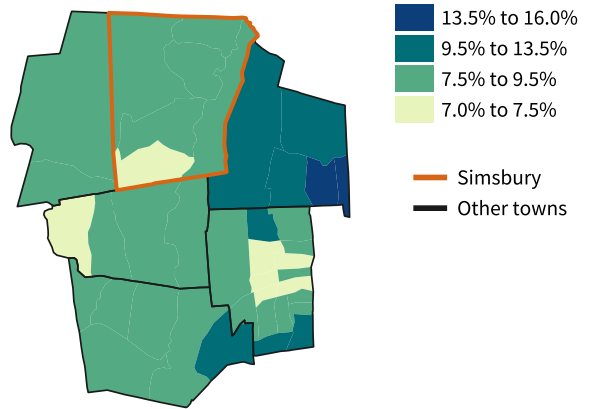 13.5% to 16.0%
9.5% to 13.5%
7.5% to 9.5%
7.0% to 7.5%
Simsbury
Other towns